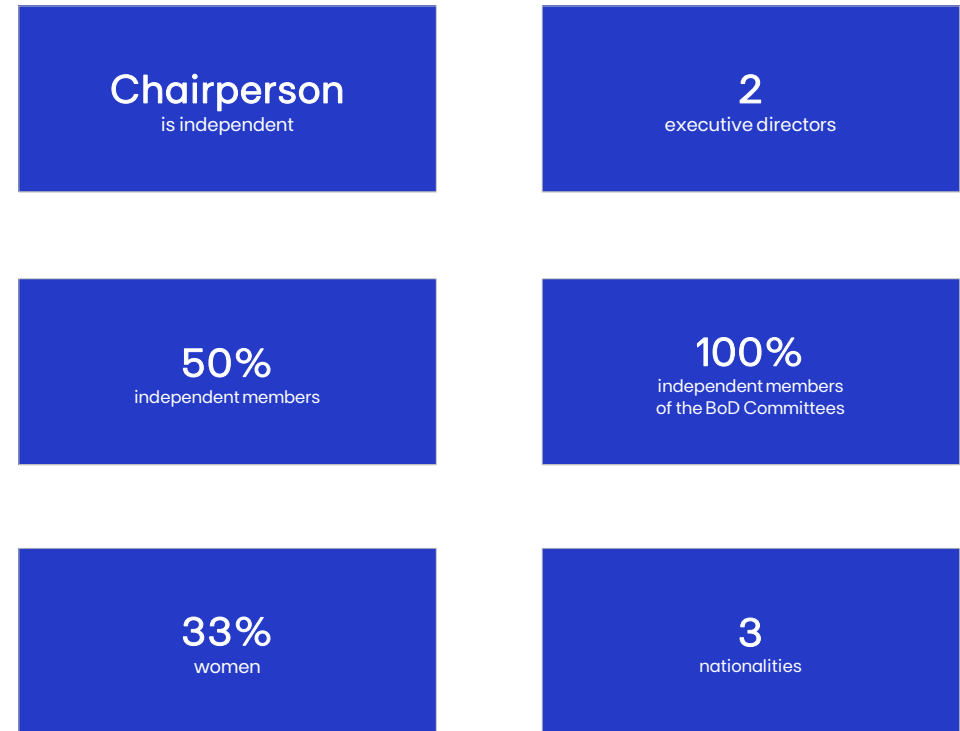 Chairperson
is independent
2
executive directors
50%
independent members
100%
independent members
of the BoD Committees
33%
women
3
nationalities